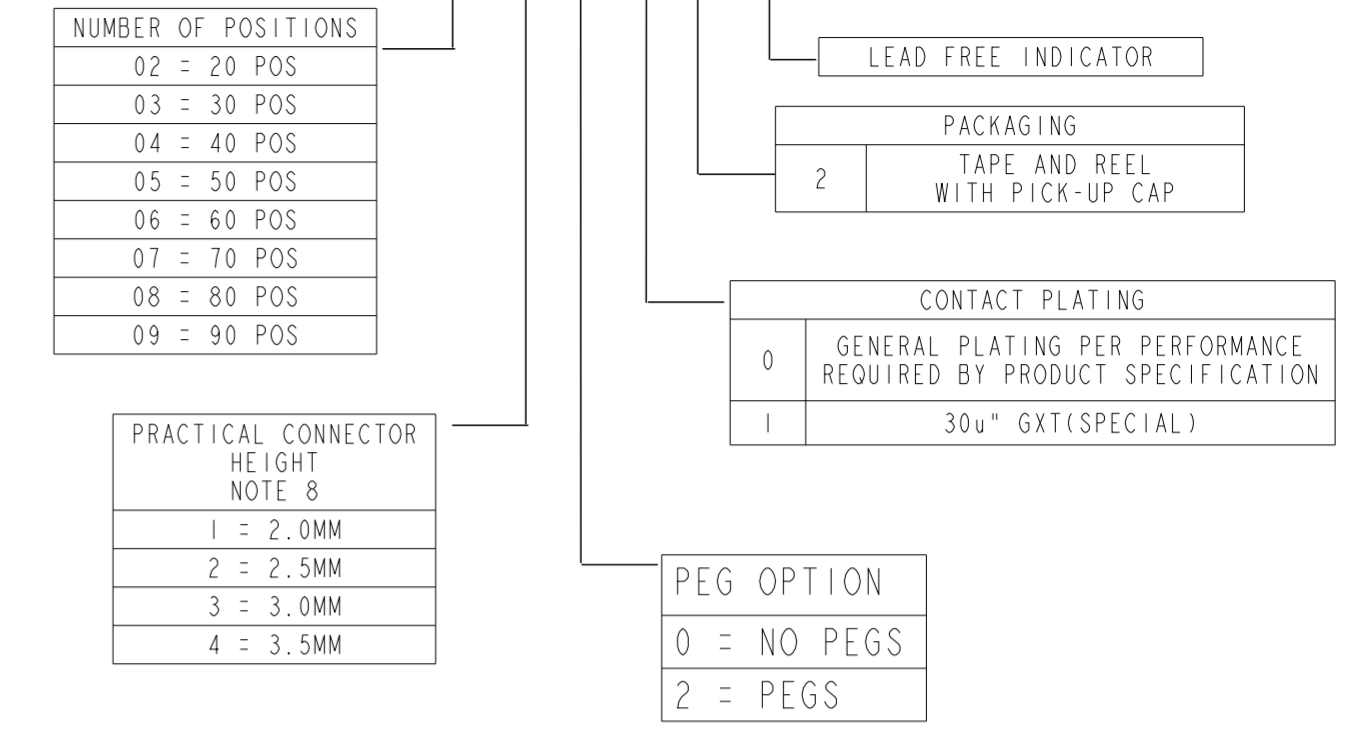 NUMBER OF POSITIONS
02 = 20 POS
03 = 30 POS
04 = 40 POS
05 = 50 POS
06 = 60 POS
07 = 70 POS
08 = 80 POS
09 = 90 POS
LEAD FREE INDICATOR
PACKAGING
2 TAPE AND REEL
WITH PICK-UP CAP
CONTACT PLATING
0 GENERAL PLATING PER PERFORMANCE
REQUIRED BY PRODUCT SPECIFICATION
1 30u" GXT(SPECIAL)
PRACTICAL CONNECTOR
HEIGHT
NOTE 8
1 = 2.0MM
2 = 2.5MM
3 = 3.0MM
4 = 3.5MM
PEG OPTION
0 = NO PEGS
2 = PEGS